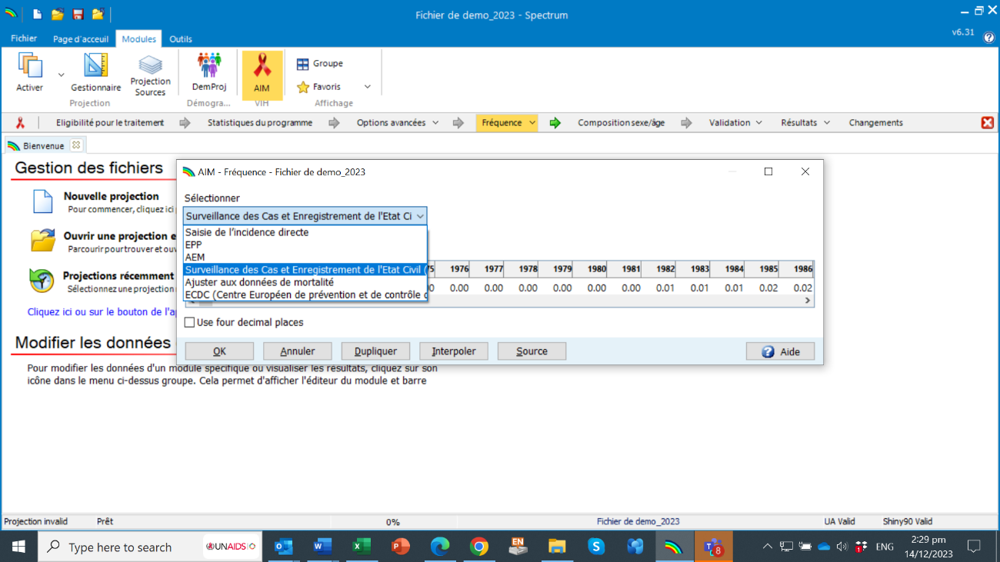 Fichier de demo_2023 - Spectrum
Fichier Page d'acceuil Modules Outils v6.31
Activer Gestionnaire Projection Sources DemProj AIM Groupe Favoris
Projection Démogra... VIH Affichage
Eligibilité pour le traitement Statistiques du programme Options avancées Fréquence Composition sexe/âge Validation Résultats Changements
Bienvenue
Gestion des fichiers
Nouvelle projection
Pour commencer, cliquez ici
Ouvrir une projection e
Parcourir pour trouver et ouv
Projections récemment
Sélectionnez une projection
Cliquez ici ou sur le bouton de l'a
Modifier les données
Pour modifier les données d'un module spécifique ou visualiser les résultats, cliquez sur son
icône dans le menu ci-dessus groupe. Cela permet d'afficher l'éditeur du module et barre
AIM - Fréquence - Fichier de demo_2023
Sélectionner
Surveillance des Cas et Enregistrement de l'Etat Ci
Saisie de l'incidence directe
EPP
AEM
Surveillance des Cas et Enregistrement de l'Etat Civil (
Ajuster aux données de mortalité
ECDC (Centre Européen de prévention et de contrôle
1976 1977 1978 1979 1980 1981 1982 1983 1984 1985 1986
0.00 0.00 0.00 0.00 0.00 0.00 0.01 0.01 0.01 0.02 0.02
Use four decimal places
OK Annuler Dupliquer Interpoler Source Aide
Projection invalid Prêt 0% Fichier de demo_2023 UA Valid Shiny90 Valid
Type here to search UNAIDS EN 8 ENG 2:29 pm
14/12/2023